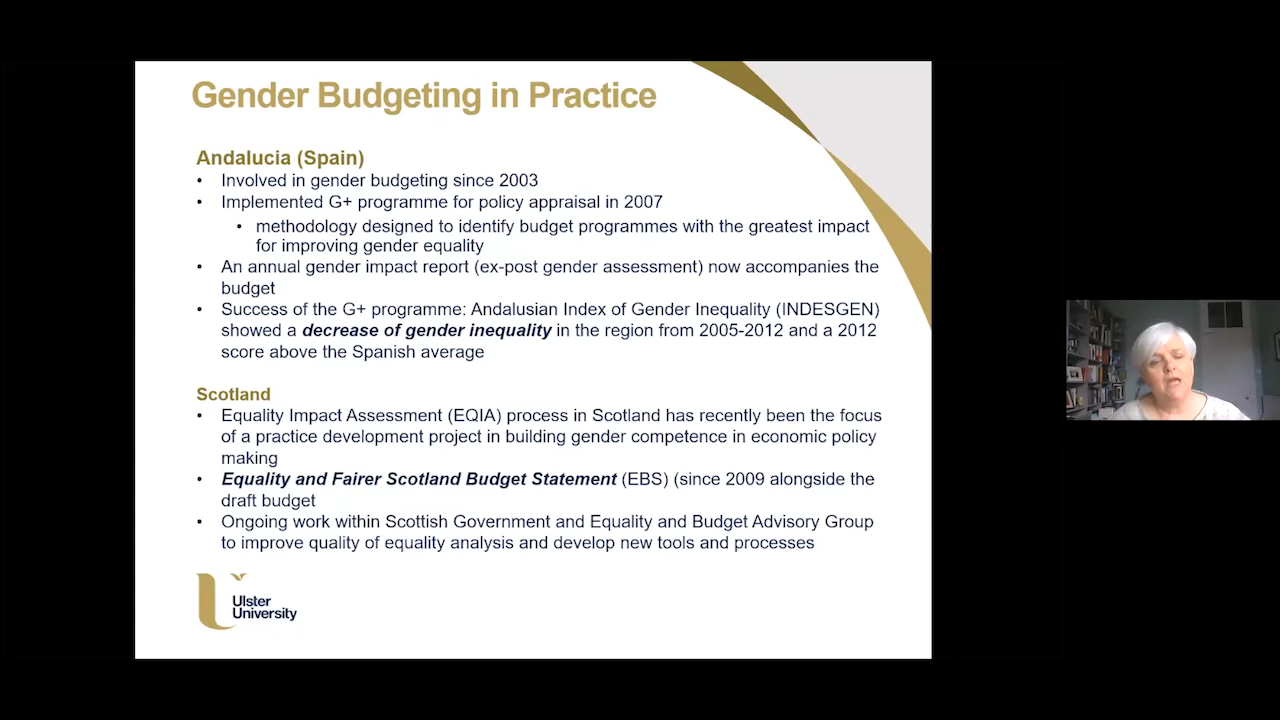 Gender Budgeting in Practice
Andalucia (Spain)
• Involved in gender budgeting since 2003
• Implemented G+ programme for policy appraisal in 2007
• methodology designed to identify budget programmes with the greatest impact
for improving gender equality
• An annual gender impact report (ex-post gender assessment) now accompanies the
budget
• Success of the G+ programme: Andalusian Index of Gender Inequality (INDESGEN)
showed a decrease of gender inequality in the region from 2005-2012 and a 2012
score above the Spanish average
Scotland
• Equality Impact Assessment (EQIA) process in Scotland has recently been the focus
of a practice development project in building gender competence in economic policy
making
• Equality and Fairer Scotland Budget Statement (EBS) (since 2009 alongside the
draft budget
• Ongoing work within Scottish Government and Equality and Budget Advisory Group
to improve quality of equality analysis and develop new tools and processes
Ulster
University